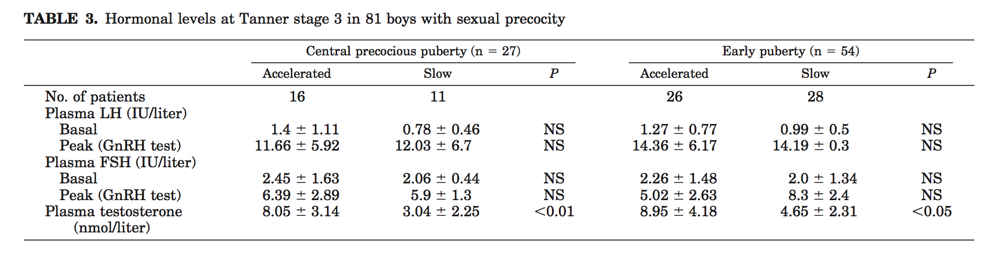 TABLE 3. Hormonal levels at Tanner stage 3 in 81 boys with sexual precocity
Central precocious puberty (n = 27) Early puberty (n = 54)
Accelerated Slow P Accelerated Slow P
No. of patients 16 11 26 28
Plasma LH (IU/liter)
Basal 1.4 ± 1.11 0.78 ± 0.46 NS 1.27 ± 0.77 0.99 ± 0.5 NS
Peak (GnRH test) 11.66 ± 5.92 12.03 ± 6.7 NS 14.36 ± 6.17 14.19 ± 0.3 NS
Plasma FSH (IU/liter)
Basal 2.45 ± 1.63 2.06 ± 0.44 NS 2.26 ± 1.48 2.0 ± 1.34 NS
Peak (GnRH test) 6.39 ± 2.89 5.9 ± 1.3 NS 5.02 ± 2.63 8.3 ± 2.4 NS
Plasma testosterone 8.05 ± 3.14 3.04 ± 2.25 <0.01 8.95 ± 4.18 4.65 ± 2.31 <0.05
(nmol/liter)